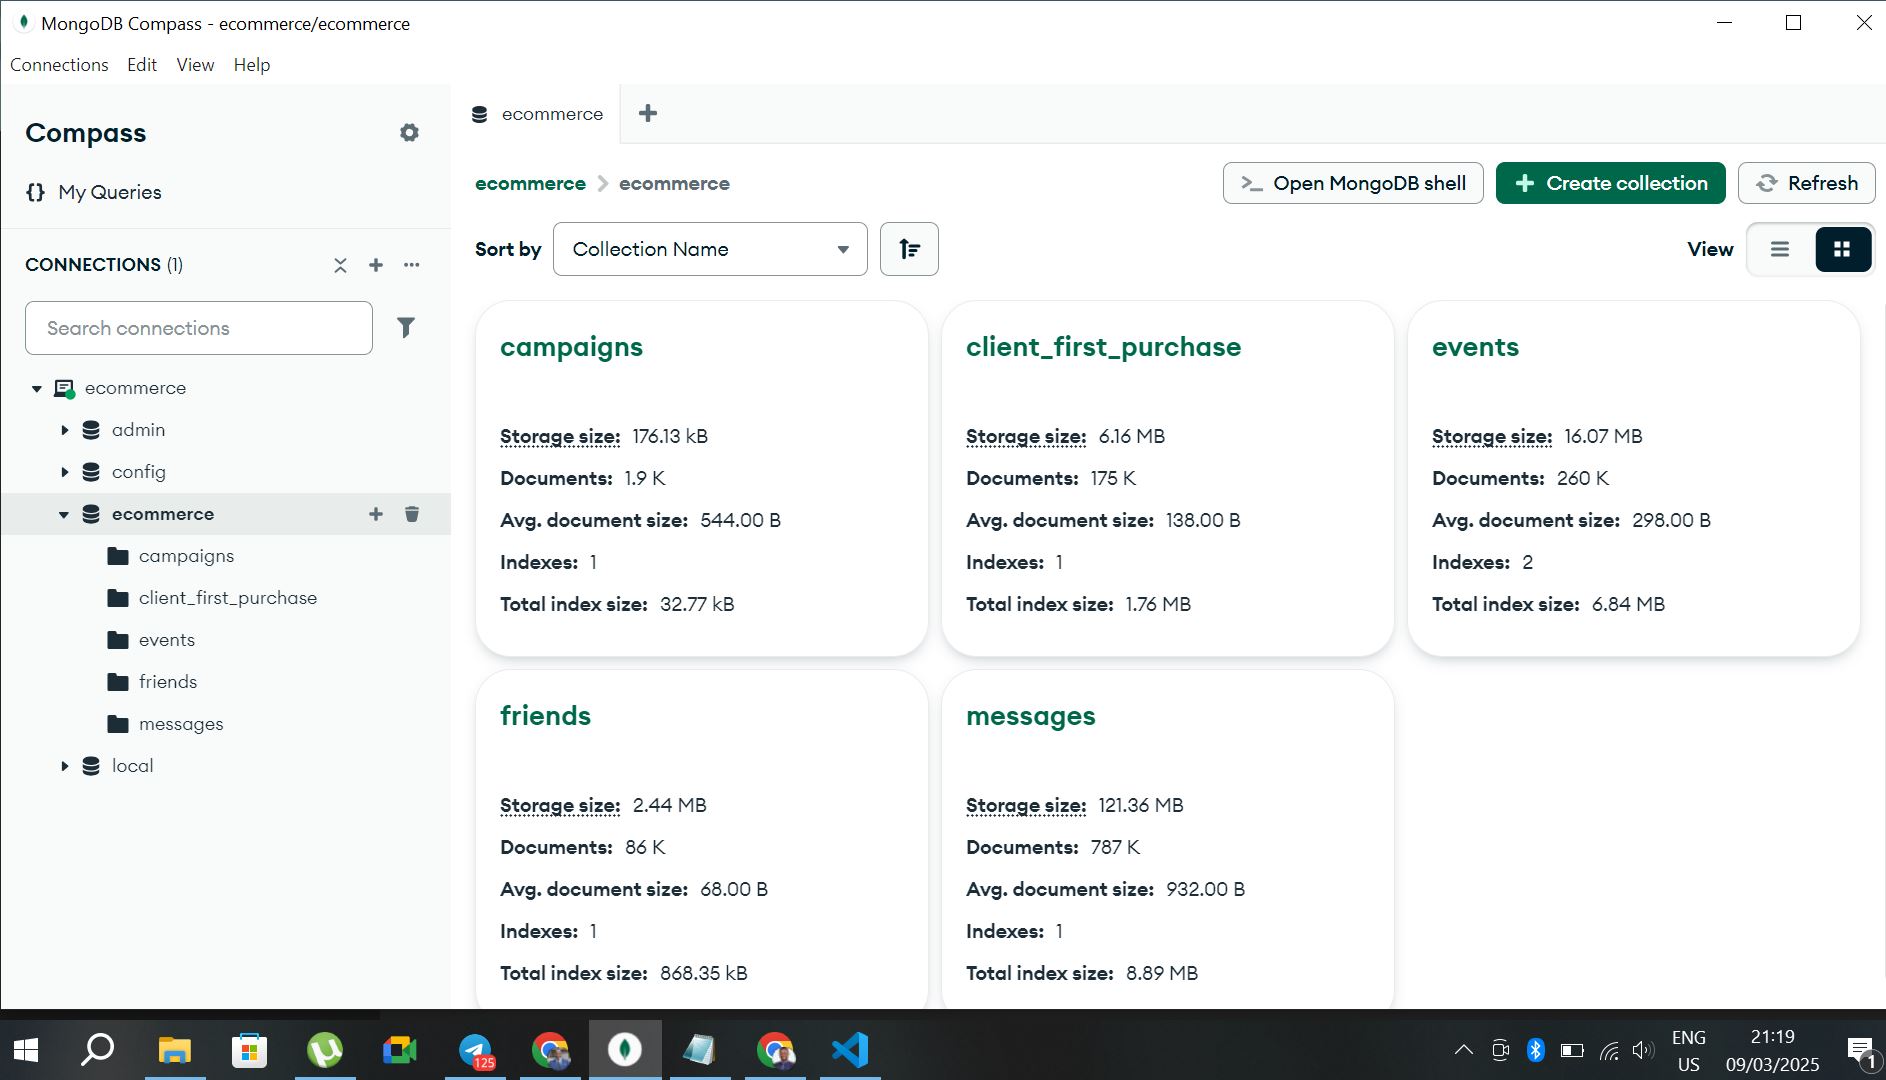 MongoDB Compass - ecommerce/ecommerce
Connections Edit View Help
Compass
My Queries
CONNECTIONS (1)
Search connections
ecommerce
admin
config
ecommerce
campaigns
client_first_purchase
events
friends
messages
local
ecommerce
ecommerce ecommerce
Open MongoDB shell
Create collection
Refresh
Sort by Collection Name
View
campaigns
Storage size: 176.13 kB
Documents: 1.9 K
Avg. document size: 544.00 B
Indexes: 1
Total index size: 32.77 kB
client_first_purchase
Storage size: 6.16 MB
Documents: 175 K
Avg. document size: 138.00 B
Indexes: 1
Total index size: 1.76 MB
events
Storage size: 16.07 MB
Documents: 260 K
Avg. document size: 298.00 B
Indexes: 2
Total index size: 6.84 MB
friends
Storage size: 2.44 MB
Documents: 86 K
Avg. document size: 68.00 B
Indexes: 1
Total index size: 868.35 kB
messages
Storage size: 121.36 MB
Documents: 787 K
Avg. document size: 932.00 B
Indexes: 1
Total index size: 8.89 MB
125
ENG
US
21:19
09/03/2025
1